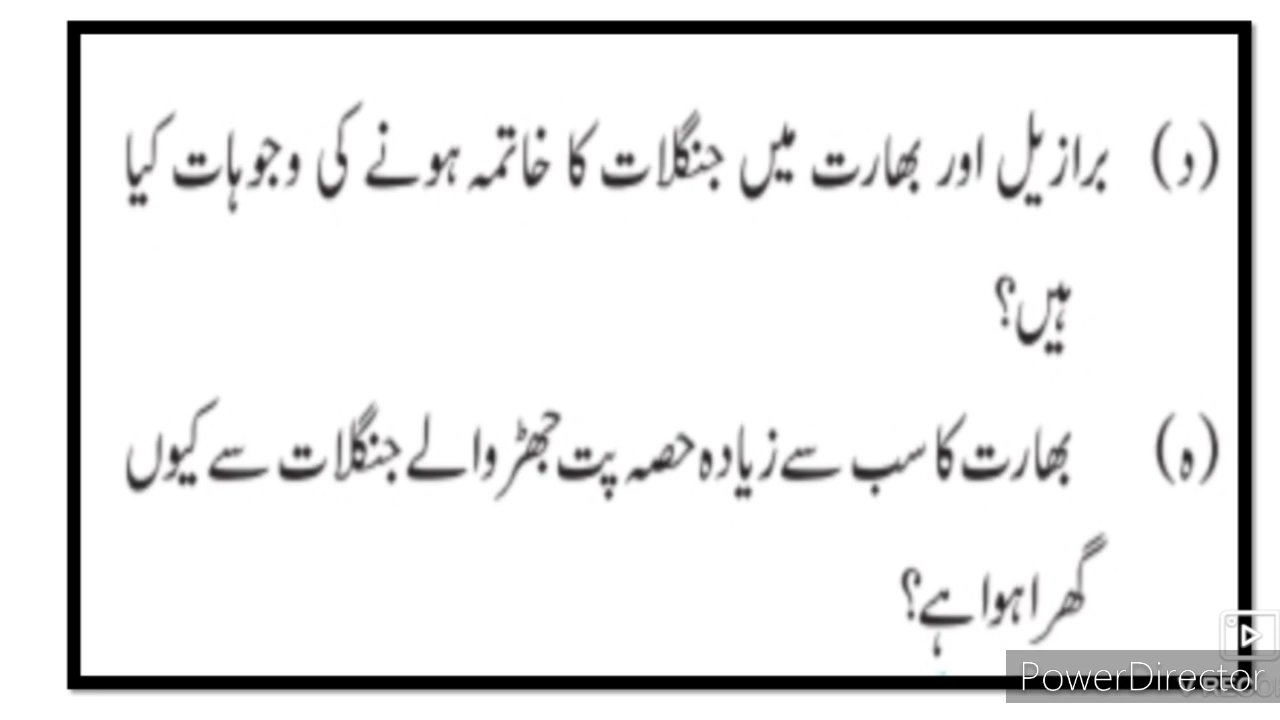 (د) برازیل اور بھارت میں جنگلات کا خاتمہ ہونے کی وجوہات کیا
ہیں؟
(ہ) بھارت کا سب سے زیادہ حصہ پت جھڑ والے جنگلات سے کیوں
گھرا ہوا ہے؟
PowerDirector